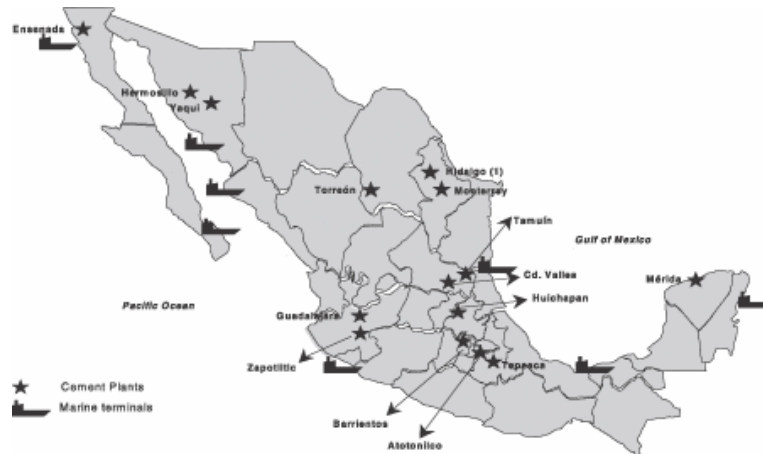 Ensenada
Hermosillo
Yaqui
Hidalgo (1)
Torreón
Monterrey
Tamuín
Gulf of Mexico
Cd. Valles
Mérida
Huichapan
Pacific Ocean
Guadalajara
Zapotiltic
Tepeaca
Cement Plants
Marine terminals
Barrientos
Atotonilco